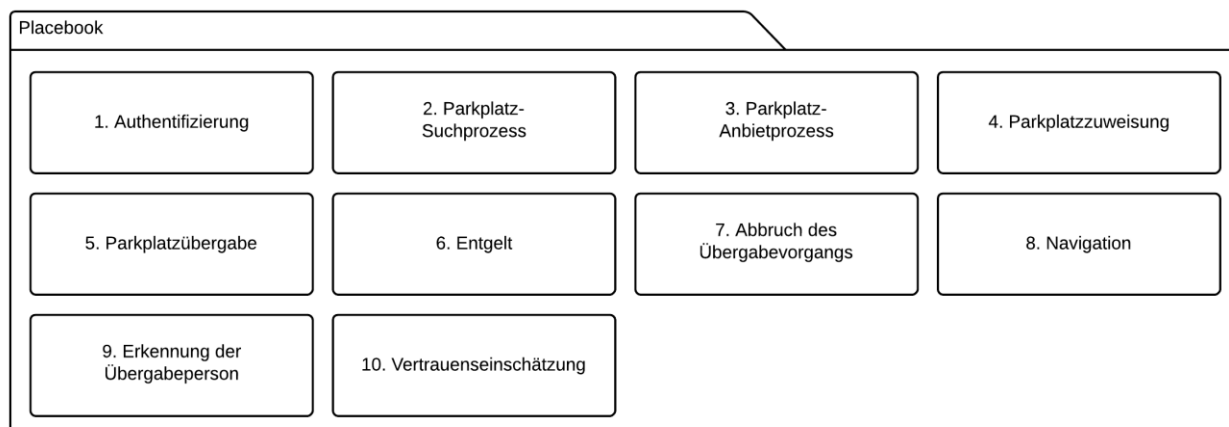 Placebook
1. Authentifizierung
2. Parkplatz-
Suchprozess
3. Parkplatz-
Anbietprozess
4. Parkplatzzuweisung
5. Parkplatzübergabe
6. Entgelt
7. Abbruch des
Übergabevorgangs
8. Navigation
9. Erkennung der
Übergabeperson
10. Vertrauenseinschätzung